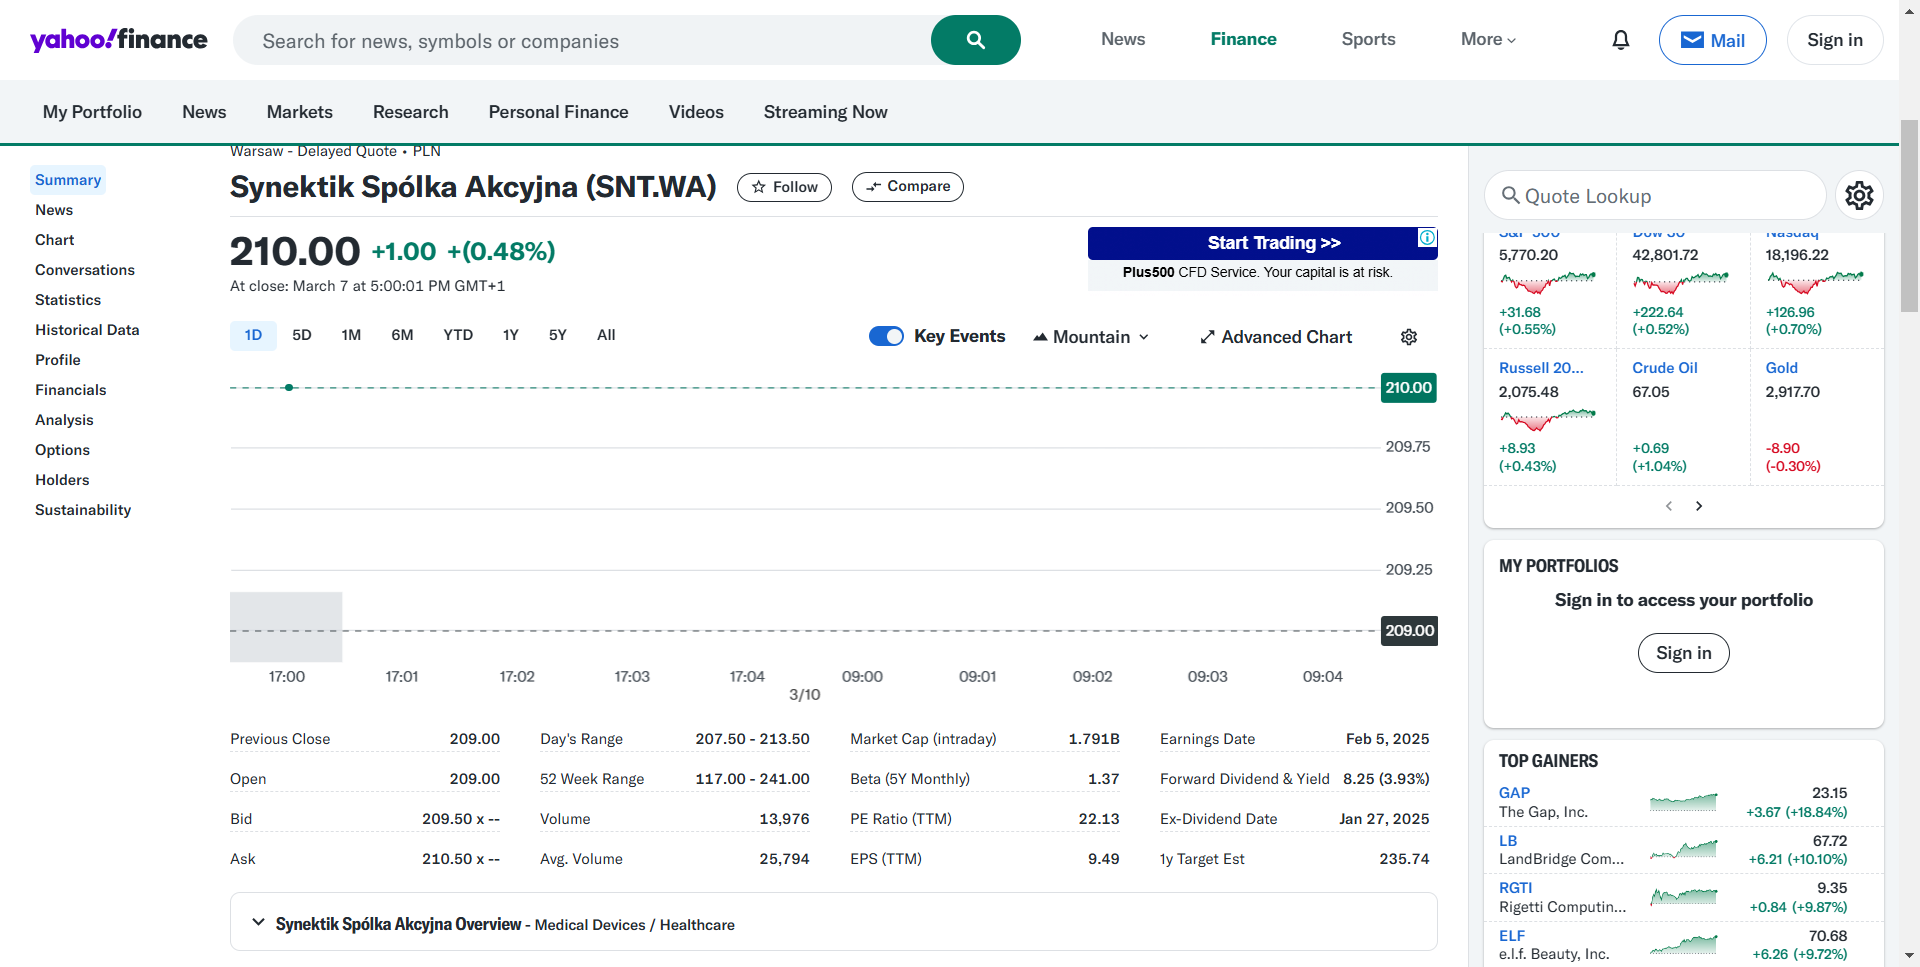 yahoo!finance
Search for news, symbols or companies
News
Finance
Sports
More
Mail
Sign in
My Portfolio
News
Markets
Research
Personal Finance
Videos
Streaming Now
Summary
News
Chart
Conversations
Statistics
Historical Data
Profile
Financials
Analysis
Options
Holders
Sustainability
Warsaw - Delayed Quote • PLN
Synektik Spólka Akcyjna (SNT.WA)
Follow
Compare
210.00 +1.00 +(0.48%)
At close: March 7 at 5:00:01 PM GMT+1
Start Trading >>
Plus500 CFD Service. Your capital is at risk.
1D 5D 1M 6M YTD 1Y 5Y All
Key Events
Mountain
Advanced Chart
210.00
209.75
209.50
209.25
209.00
17:00 17:01 17:02 17:03 17:04 09:00 09:01 09:02 09:03 09:04
3/10
Previous Close 209.00
Open 209.00
Bid 209.50 x --
Ask 210.50 x --
Day's Range 207.50 - 213.50
52 Week Range 117.00 - 241.00
Volume 13,976
Avg. Volume 25,794
Market Cap (intraday) 1.791B
Beta (5Y Monthly) 1.37
PE Ratio (TTM) 22.13
EPS (TTM) 9.49
Earnings Date Feb 5, 2025
Forward Dividend & Yield 8.25 (3.93%)
Ex-Dividend Date Jan 27, 2025
1y Target Est 235.74
Synektik Spólka Akcyjna Overview - Medical Devices / Healthcare
Quote Lookup
S&P 500 Dow 30 Nasdaq
5,770.20 42,801.72 18,196.22
+31.68 +222.64 +126.96
(+0.55%) (+0.52%) (+0.70%)
Russell 20... Crude Oil Gold
2,075.48 67.05 2,917.70
+8.93 +0.69 -8.90
(+0.43%) (+1.04%) (-0.30%)
MY PORTFOLIOS
Sign in to access your portfolio
Sign in
TOP GAINERS
GAP 23.15
The Gap, Inc. +3.67 (+18.84%)
LB 67.72
LandBridge Com... +6.21 (+10.10%)
RGTI 9.35
Rigetti Computin... +0.84 (+9.87%)
ELF 70.68
e.l.f. Beauty, Inc. +6.26 (+9.72%)